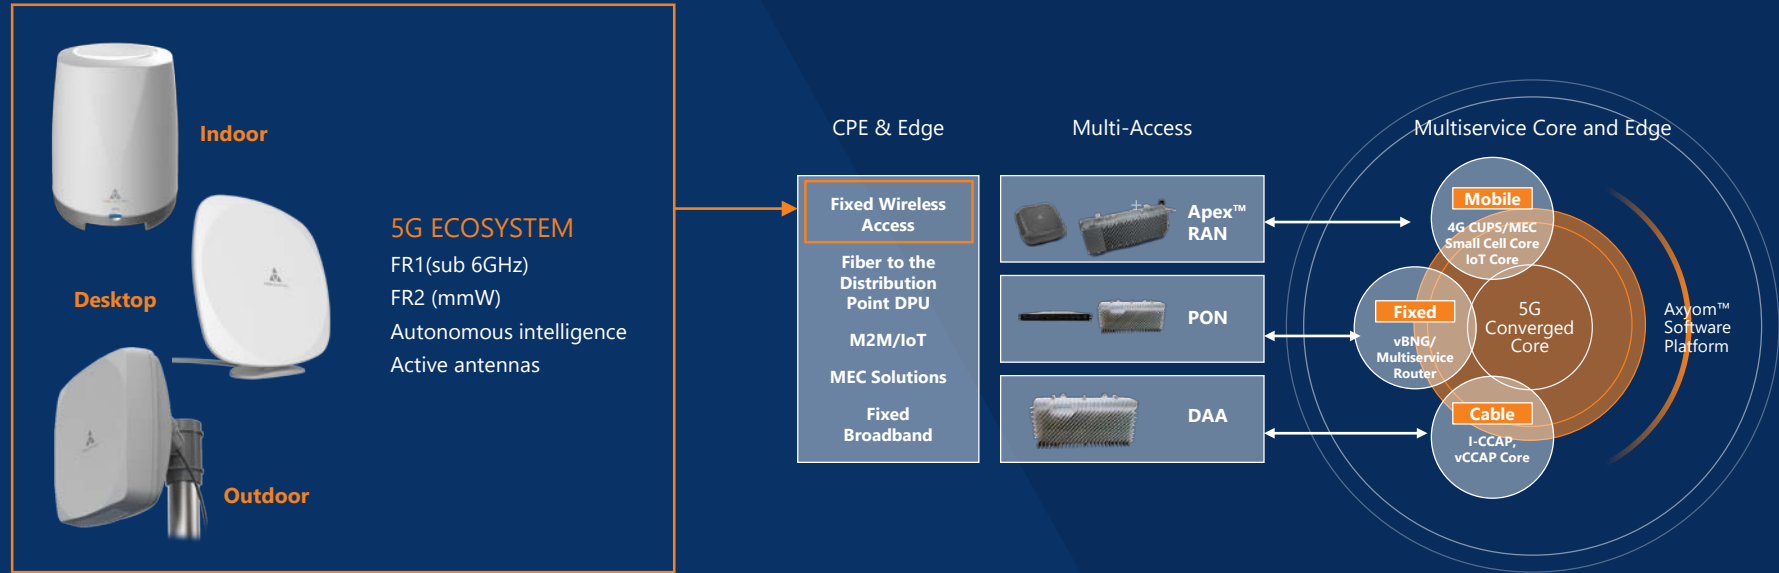 Indoor
Desktop
Outdoor
5G ECOSYSTEM
FR1(sub 6GHz)
FR2 (mmW)
Autonomous intelligence
Active antennas
CPE & Edge
Fixed Wireless
Access
Fiber to the
Distribution
Point DPU
M2M/IoT
MEC Solutions
Fixed
Broadband
Multi-Access
Apex™
RAN
PON
DAA
Multiservice Core and Edge
Mobile
4G CUPS/MEC
Small Cell Core
IoT Core
Fixed
vBNG/
Multiservice
Router
Cable
I-CCAP,
vCCAP Core
5G
Converged
Core
Axyom™
Software
Platform